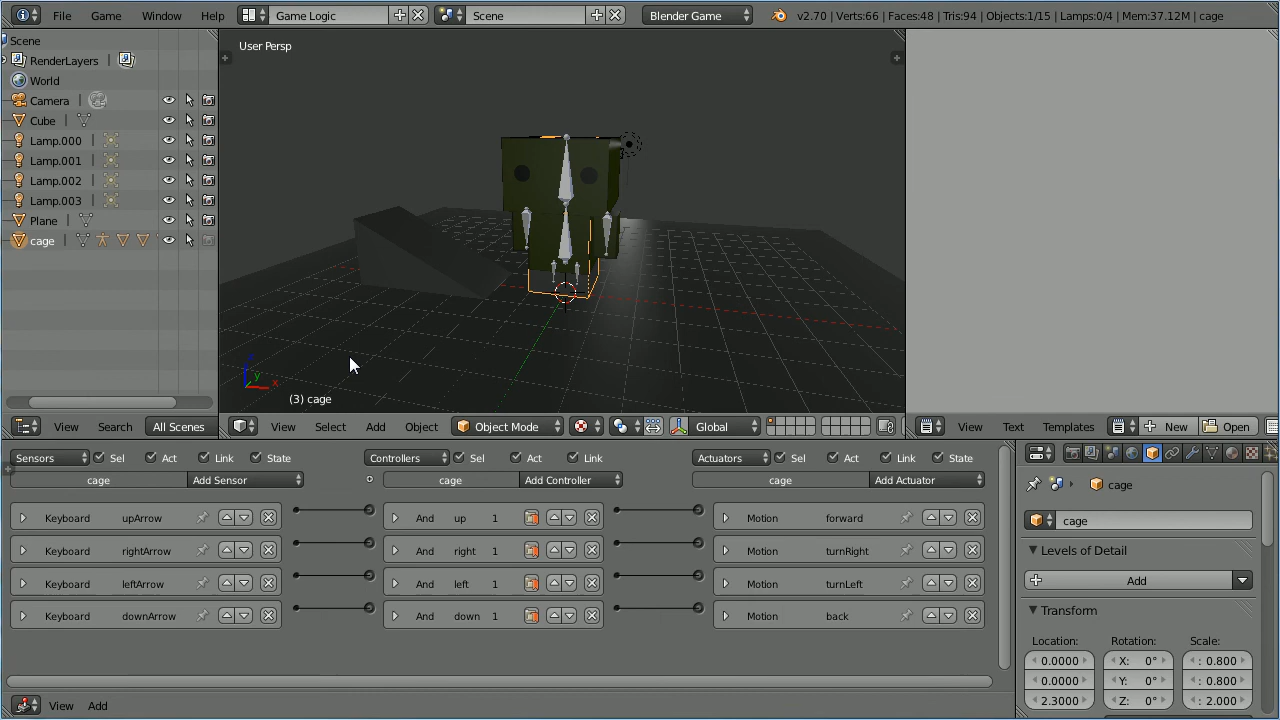 File Render Window Help Game Logic Scene Blender Game v2.70 | Verts:66 | Faces:48 | Tris:94 | Objects:1/15 | Lamps:0/4 | Mem:37.12M | cage
Scene
RenderLayers
World
Camera
Cube
Lamp.000
Lamp.001
Lamp.002
Lamp.003
Plane
cage
User Persp
z
y
x
(3) cage
View Search All Scenes
View Select Add Object Object Mode Global
View Text Templates New Open
Sensors Sel Act Link State
cage Add Sensor
Keyboard upArrow
Keyboard rightArrow
Keyboard leftArrow
Keyboard downArrow
Controllers Sel Act Link
cage Add Controller
And up 1
And right 1
And left 1
And down 1
Actuators Sel Act Link State
cage Add Actuator
Motion forward
Motion turnRight
Motion turnLeft
Motion back
View Add
cage
cage
Levels of Detail
Add
Transform
Location: Rotation: Scale:
0.0000 X: 0° : 0.800
0.0000 Y: 0° : 0.800
2.3000 Z: 0° : 2.000